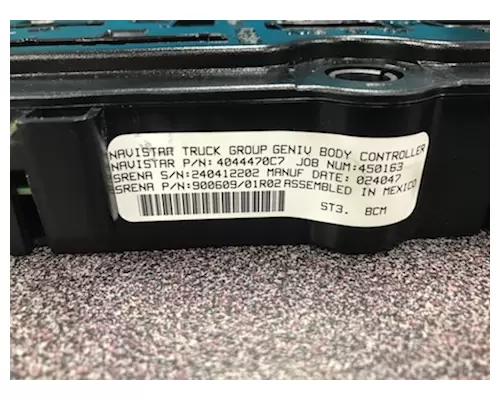 NAVISTAR TRUCK GROUP GENIV BODY CONTROLLER
NAVISTAR P/N: 4044470C7 JOB NUM:450163
SRENA S/N:240412202 MANUF DATE: 024047
SRENA P/N:900609/01R02 ASSEMBLED IN MEXICO
ST3. BCM